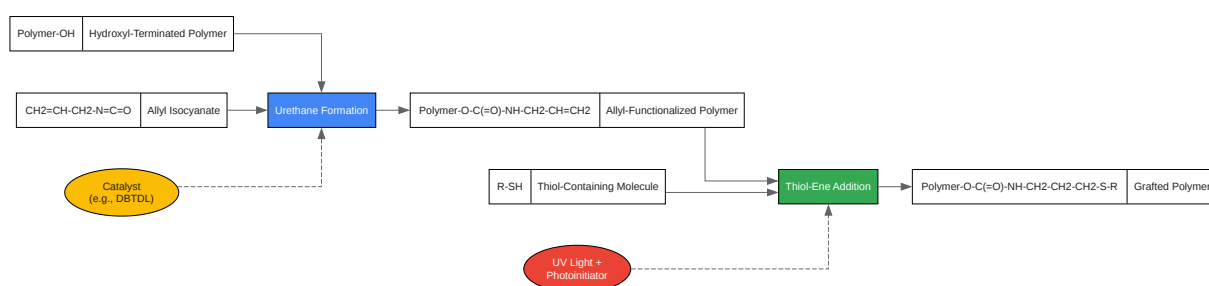 Polymer-OH
Hydroxyl-Terminated Polymer
CH2=CH-CH2-N=C=O
Allyl Isocyanate
Urethane Formation
Polymer-O-C(=O)-NH-CH2-CH=CH2
Allyl-Functionalized Polymer
Catalyst
(e.g., DBTDL)
R-SH
Thiol-Containing Molecule
Thiol-Ene Addition
Polymer-O-C(=O)-NH-CH2-CH2-CH2-S-R
Grafted Polymer
UV Light +
Photoinitiator